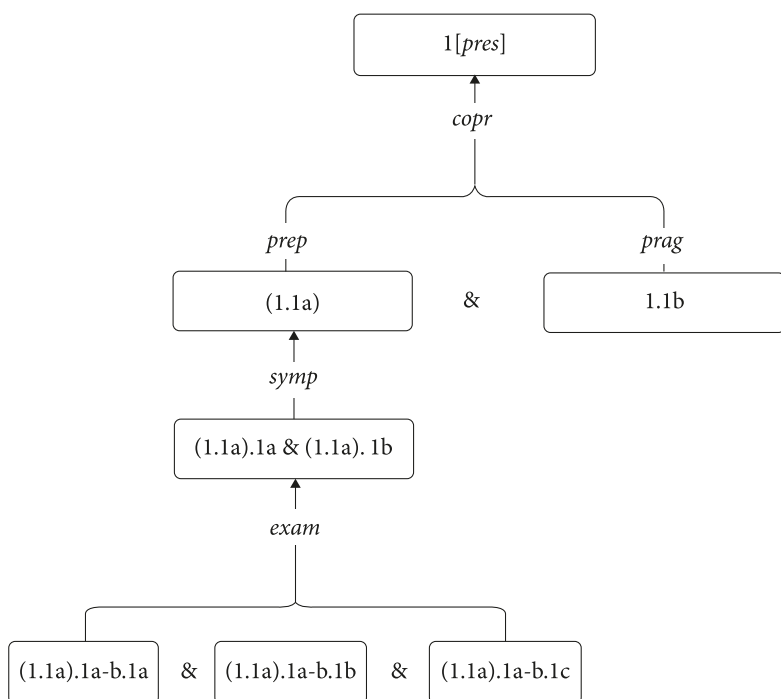 1[pres]
copr
prep
prag
(1.1a)
&
1.1b
symp
(1.1a).1a & (1.1a). 1b
exam
(1.1a).1a-b.1a & (1.1a).1a-b.1b & (1.1a).1a-b.1c